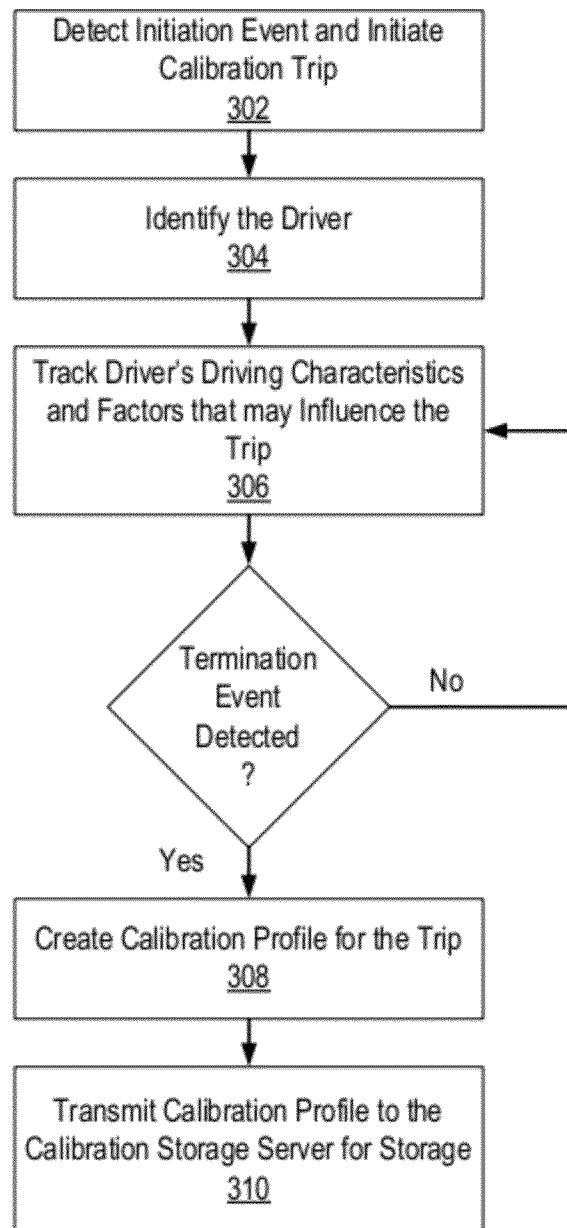 Detect Initiation Event and Initiate
Calibration Trip
302
Identify the Driver
304
Track Driver's Driving Characteristics
and Factors that may Influence the
Trip
306
Termination
Event
Detected
?
No
Yes
Create Calibration Profile for the Trip
308
Transmit Calibration Profile to the
Calibration Storage Server for Storage
310